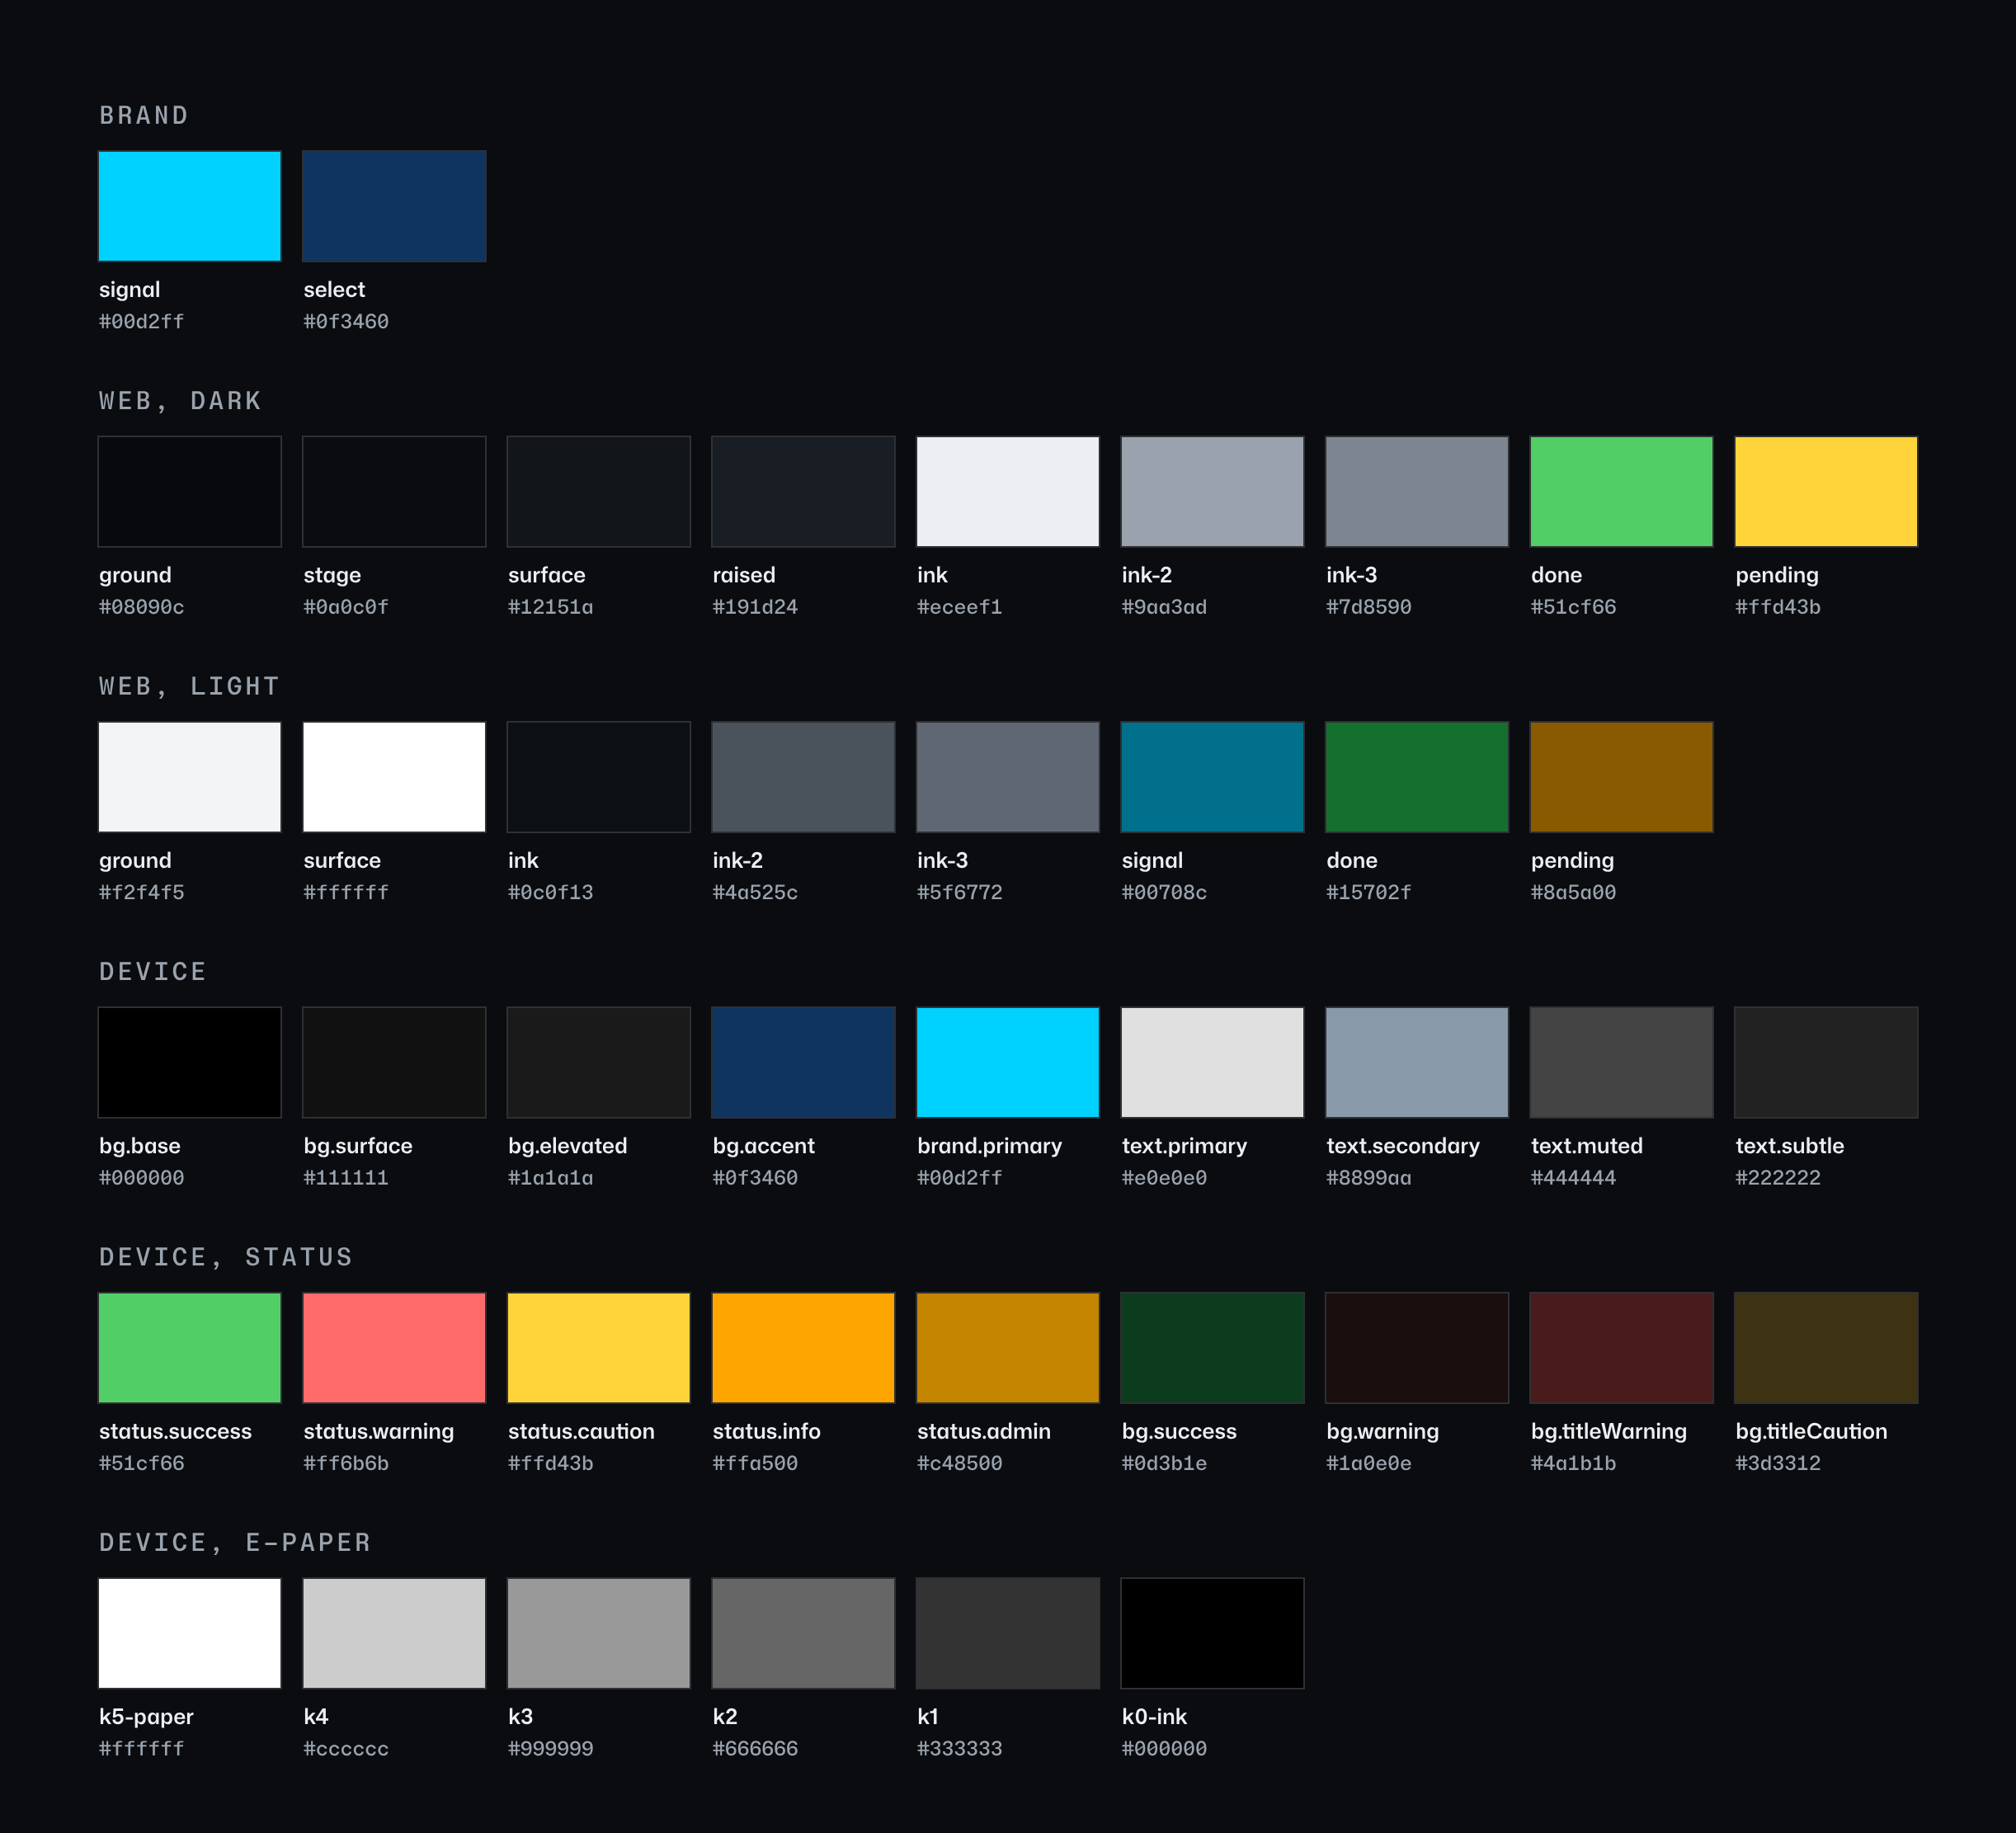 BRAND
signal select
#00d2ff #0f3460
WEB, DARK
ground stage surface raised ink ink-2 ink-3 done pending
#08090c #0a0c0f #12151a #191d24 #eceef1 #9aa3ad #7d8590 #51cf66 #ffd43b
WEB, LIGHT
ground surface ink ink-2 ink-3 signal done pending
#f2f4f5 #ffffff #0c0f13 #4a525c #5f6772 #00708c #15702f #8a5a00
DEVICE
bg.base bg.surface bg.elevated bg.accent brand.primary text.primary text.secondary text.muted text.subtle
#000000 #111111 #1a1a1a #0f3460 #00d2ff #e0e0e0 #8899aa #444444 #222222
DEVICE, STATUS
status.success status.warning status.caution status.info status.admin bg.success bg.warning bg.titleWarning bg.titleCaution
#51cf66 #ff6b6b #ffd43b #ffa500 #c48500 #0d3b1e #1a0e0e #4a1b1b #3d3312
DEVICE, E-PAPER
k5-paper k4 k3 k2 k1 k0-ink
#ffffff #cccccc #999999 #666666 #333333 #000000